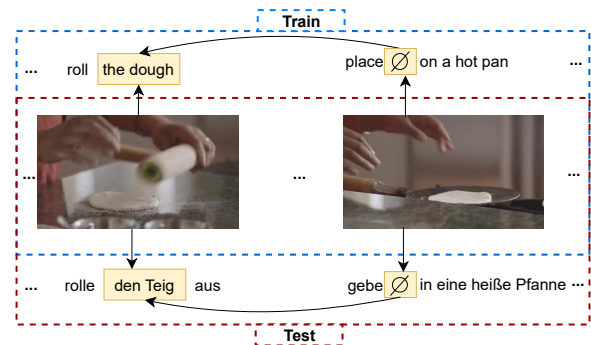 Train
... roll the dough place ∅ on a hot pan ...
... ... ...
... rolle den Teig aus gebe ∅ in eine heiße Pfanne ...
Test